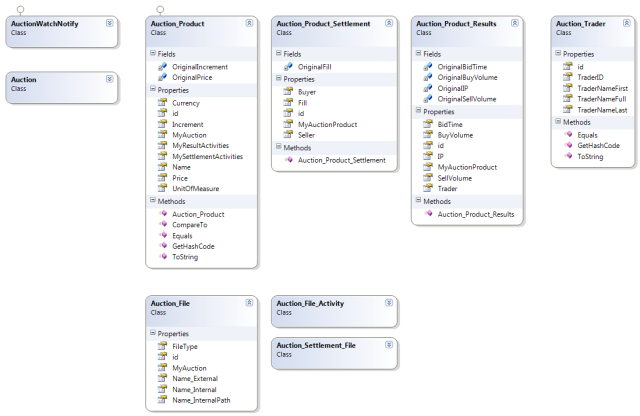 AuctionWatchNotify
Class
Auction
Class
Auction_Product
Class
Fields
OriginalIncrement
OriginalPrice
Properties
Currency
id
Increment
MyAuction
MyResultActivities
MySettlementActivities
Name
Price
UnitOfMeasure
Methods
Auction_Product
CompareTo
Equals
GetHashCode
ToString
Auction_Product_Settlement
Class
Fields
OriginalFill
Properties
Buyer
Fill
id
MyAuctionProduct
Seller
Methods
Auction_Product_Settlement
Auction_Product_Results
Class
Fields
OriginalBidTime
OriginalBuyVolume
OriginalIP
OriginalSellVolume
Properties
BidTime
BuyVolume
id
IP
MyAuctionProduct
SellVolume
Trader
Methods
Auction_Product_Results
Auction_Trader
Class
Properties
id
TraderID
TraderNameFirst
TraderNameFull
TraderNameLast
Methods
Equals
GetHashCode
ToString
Auction_File
Class
Properties
FileType
id
MyAuction
Name_External
Name_Internal
Name_InternalPath
Auction_File_Activity
Class
Auction_Settlement_File
Class